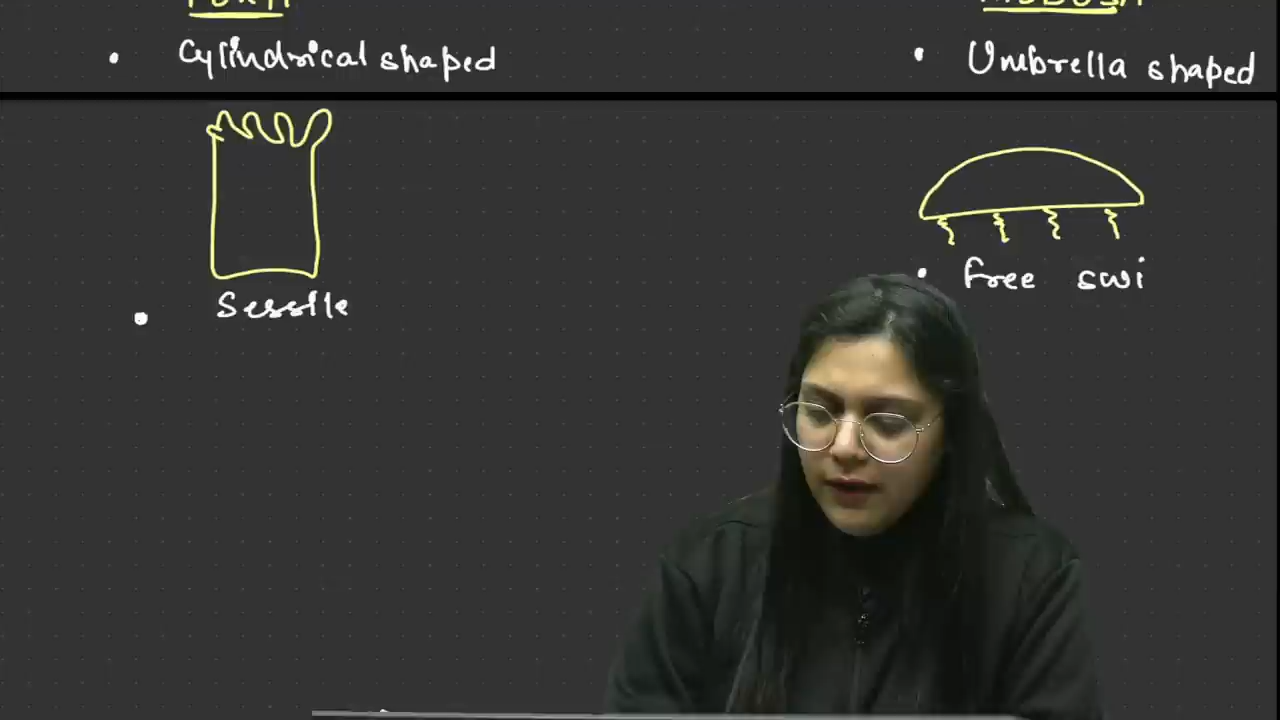 • Cylindrical shaped
• Umbrella shaped
• Sessile
• free swi